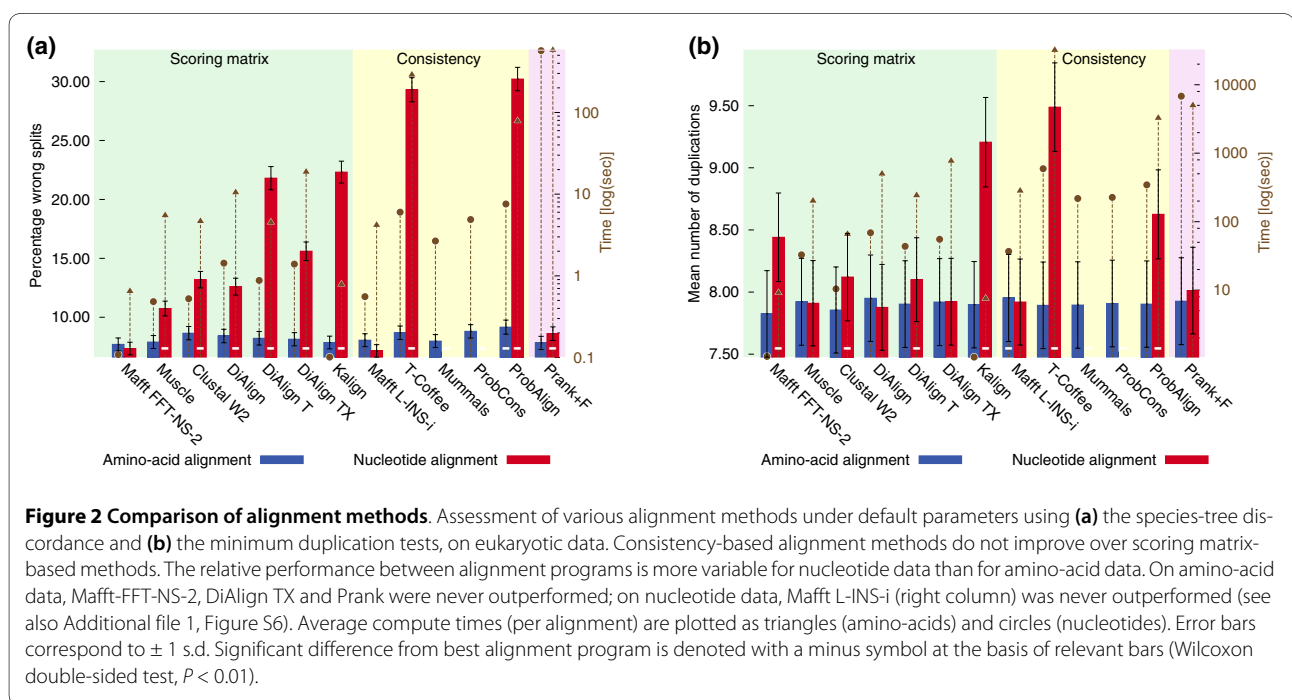 (a)
Scoring matrix
Consistency
30.00
25.00
20.00
15.00
10.00
Percentage wrong splits
100
10
1
0.1
Time [log(sec)]
Mafft FFT-NS-2
Muscle
Clustal W2
DiAlign
DiAlign T
DiAlign TX
Kalign
Mafft L-INS-i
T-Coffee
Mummals
ProbCons
ProbAlign
Prank+F
Amino-acid alignment
Nucleotide alignment
(b)
Scoring matrix
Consistency
9.50
9.00
8.50
8.00
7.50
Mean number of duplications
10000
1000
100
10
Time [log(sec)]
Mafft FFT-NS-2
Muscle
Clustal W2
DiAlign
DiAlign T
DiAlign TX
Kalign
Mafft L-INS-i
T-Coffee
Mummals
ProbCons
ProbAlign
Prank+F
Amino-acid alignment
Nucleotide alignment
Figure 2 Comparison of alignment methods. Assessment of various alignment methods under default parameters using (a) the species-tree dis-
cordance and (b) the minimum duplication tests, on eukaryotic data. Consistency-based alignment methods do not improve over scoring matrix-
based methods. The relative performance between alignment programs is more variable for nucleotide data than for amino-acid data. On amino-acid
data, Mafft-FFT-NS-2, DiAlign TX and Prank were never outperformed; on nucleotide data, Mafft L-INS-i (right column) was never outperformed (see
also Additional file 1, Figure S6). Average compute times (per alignment) are plotted as triangles (amino-acids) and circles (nucleotides). Error bars
correspond to ± 1 s.d. Significant difference from best alignment program is denoted with a minus symbol at the basis of relevant bars (Wilcoxon
double-sided test, P < 0.01).